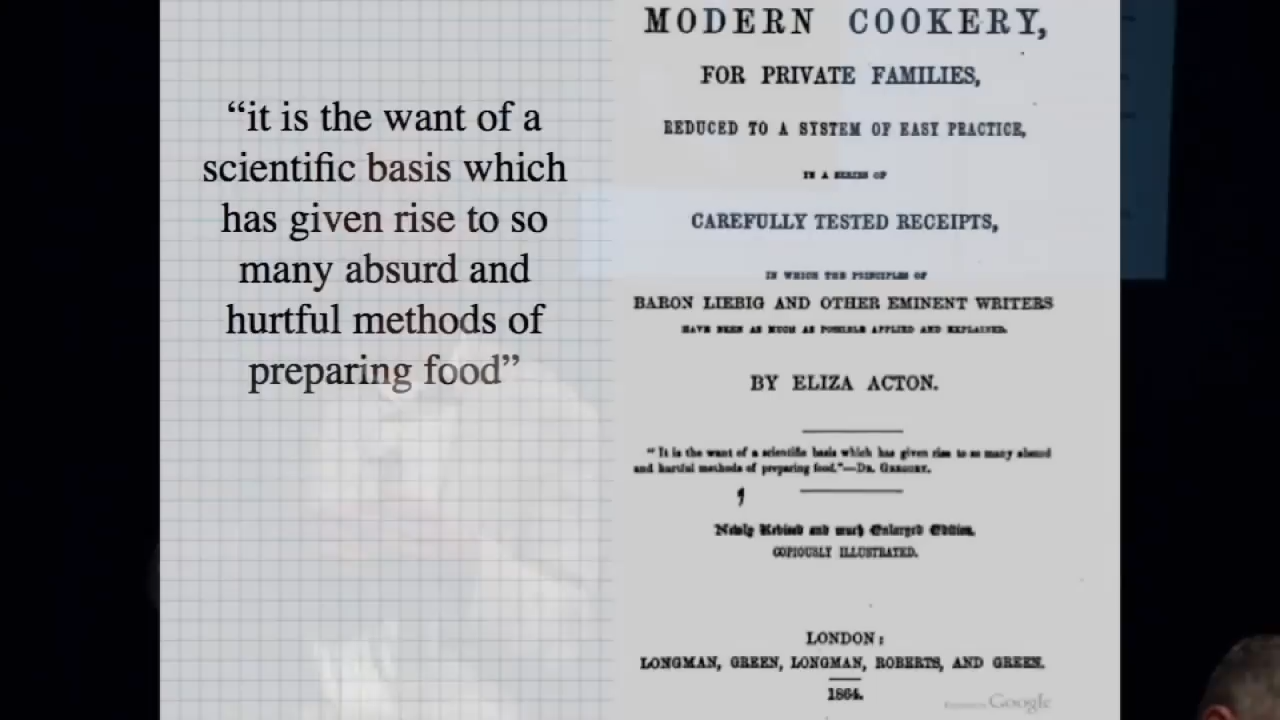 “it is the want of a
scientific basis which
has given rise to so
many absurd and
hurtful methods of
preparing food”
MODERN COOKERY,
FOR PRIVATE FAMILIES,
REDUCED TO A SYSTEM OF EASY PRACTICE,
IN A SERIES OF
CAREFULLY TESTED RECEIPTS,
IN WHICH THE PRINCIPLES OF
BARON LIEBIG AND OTHER EMINENT WRITERS
HAVE BEEN AS MUCH AS POSSIBLE APPLIED AND EXPLAINED.
BY ELIZA ACTON.
“It is the want of a scientific basis which has given rise to so many absurd
and hurtful methods of preparing food.”—DR. GREGORY.
Newly Revised and much Enlarged Edition.
COPIOUSLY ILLUSTRATED.
LONDON:
LONGMAN, GREEN, LONGMAN, ROBERTS, AND GREEN.
1864.
Google